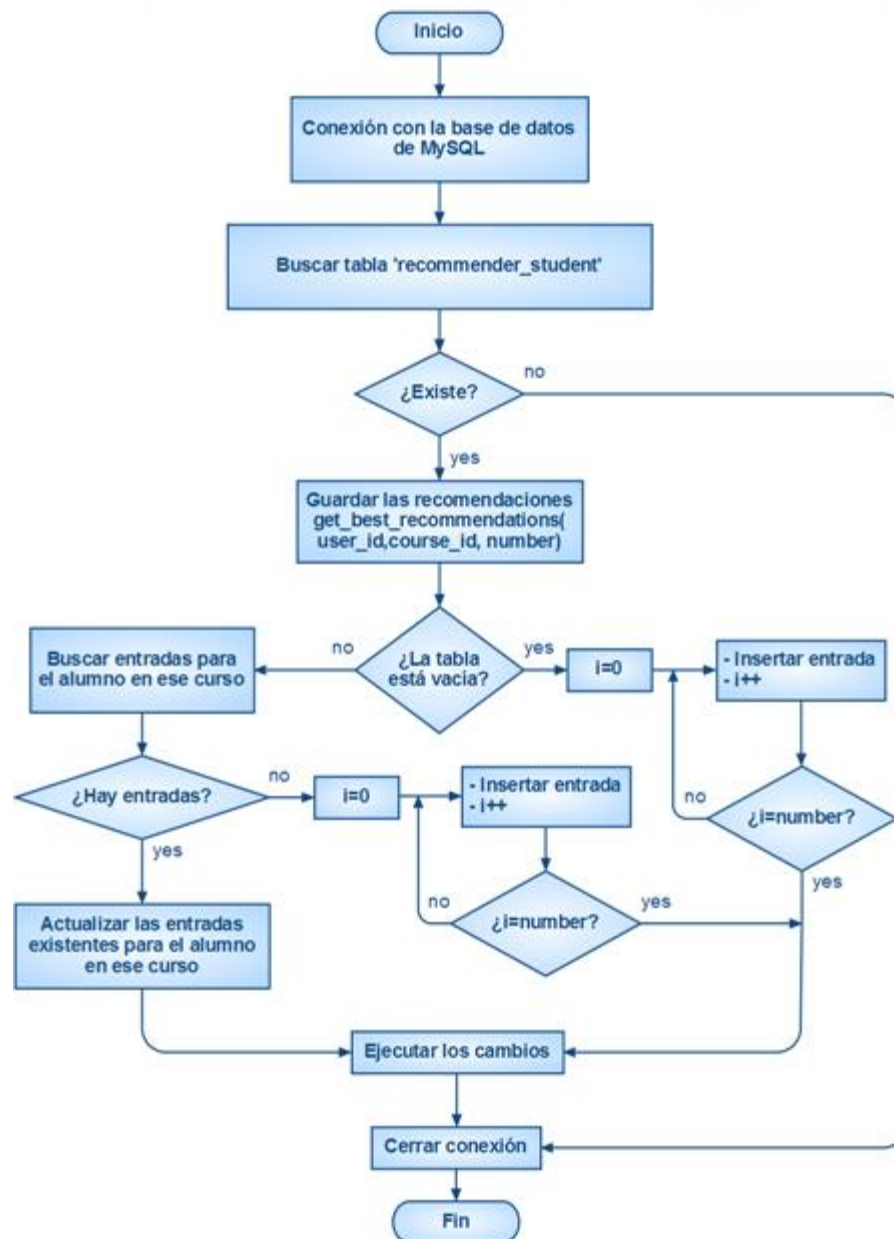 Inicio
Conexión con la base de datos
de MySQL
Buscar tabla 'recommender_student'
¿Existe?
no
yes
Guardar las recomendaciones
get_best_recommendations(
user_id,course_id, number)
¿La tabla
está vacía?
no
yes
Buscar entradas para
el alumno en ese curso
i=0
- Insertar entrada
- i++
¿i=number?
no
yes
¿Hay entradas?
no
yes
i=0
- Insertar entrada
- i++
¿i=number?
no
yes
Actualizar las entradas
existentes para el alumno
en ese curso
Ejecutar los cambios
Cerrar conexión
Fin